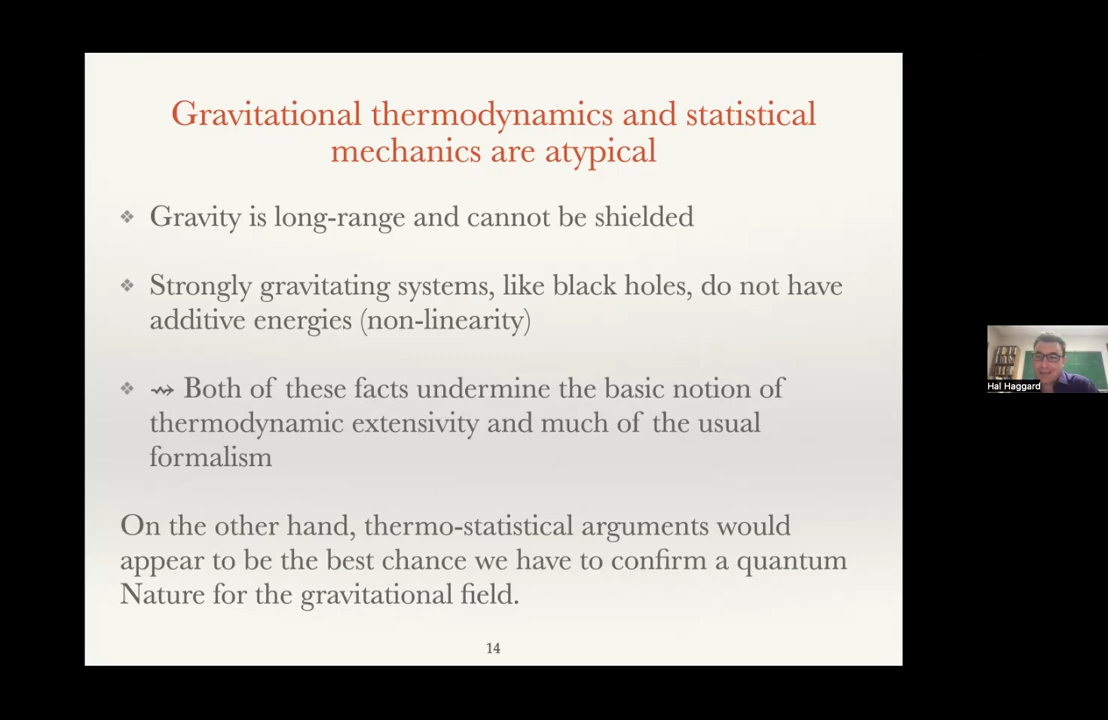 Gravitational thermodynamics and statistical
mechanics are atypical
❖ Gravity is long-range and cannot be shielded
❖ Strongly gravitating systems, like black holes, do not have
additive energies (non-linearity)
❖ ⇝ Both of these facts undermine the basic notion of
thermodynamic extensivity and much of the usual
formalism
On the other hand, thermo-statistical arguments would
appear to be the best chance we have to confirm a quantum
Nature for the gravitational field.
14
Hal Haggard